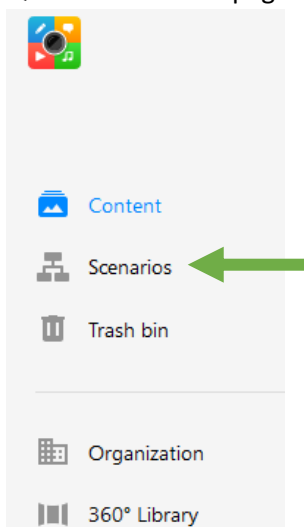 Content
Scenarios
Trash bin
Organization
360° Library